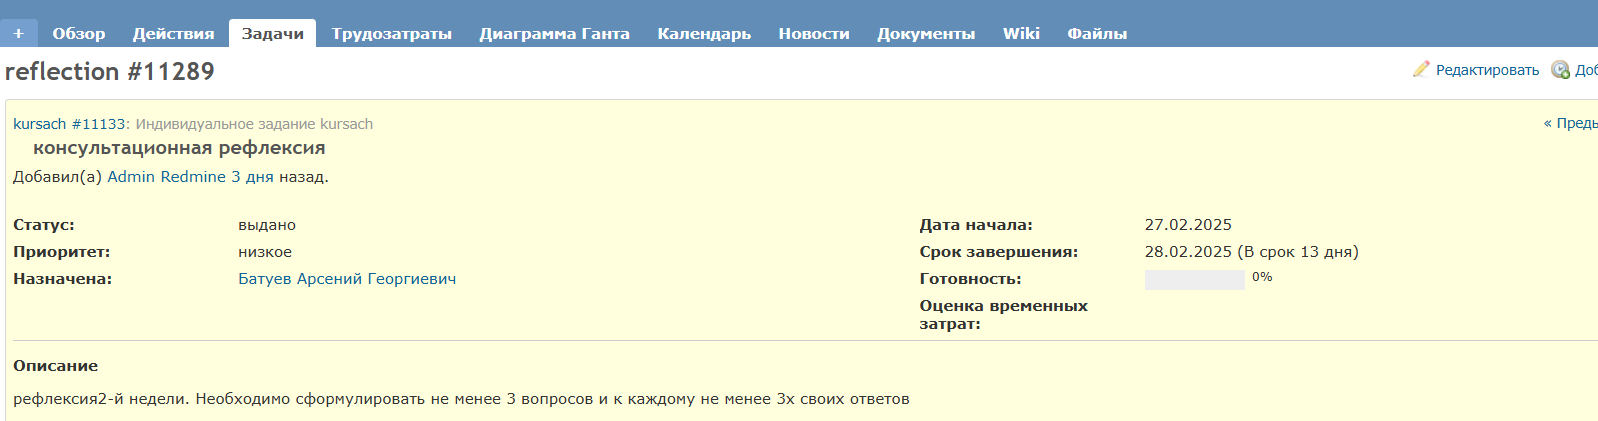 + Обзор Действия Задачи Трудозатраты Диаграмма Ганта Календарь Новости Документы Wiki Файлы
reflection #11289
Редактировать Доб
kursach #11133: Индивидуальное задание kursach
« Преды
консультационная рефлексия
Добавил(а) Admin Redmine 3 дня назад.
Статус: выдано Дата начала: 27.02.2025
Приоритет: низкое Срок завершения: 28.02.2025 (В срок 13 дня)
Назначена: Батуев Арсений Георгиевич Готовность: 0%
Оценка временных
затрат:
Описание
рефлексия2-й недели. Необходимо сформулировать не менее 3 вопросов и к каждому не менее 3х своих ответов